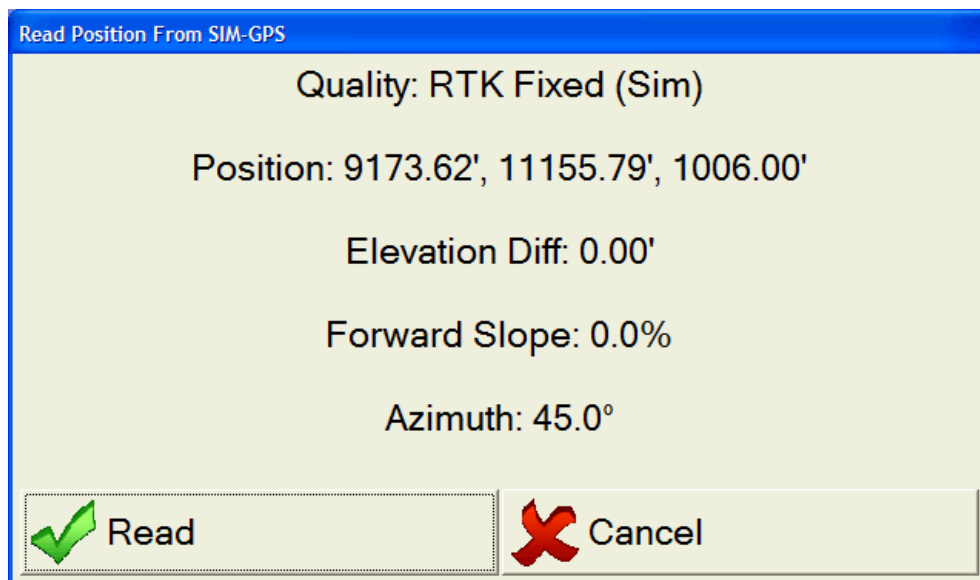 Read Position From SIM-GPS
Quality: RTK Fixed (Sim)
Position: 9173.62', 11155.79', 1006.00'
Elevation Diff: 0.00'
Forward Slope: 0.0%
Azimuth: 45.0°
Read
Cancel